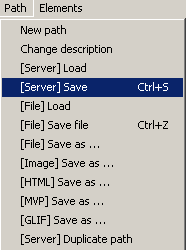 Path Elements
New path
Change description
[Server] Load
[Server] Save Ctrl+S
[File] Load
[File] Save file Ctrl+Z
[File] Save as ...
[Image] Save as ...
[HTML] Save as ...
[MVP] Save as ...
[GLIF] Save as ...
[Server] Duplicate path